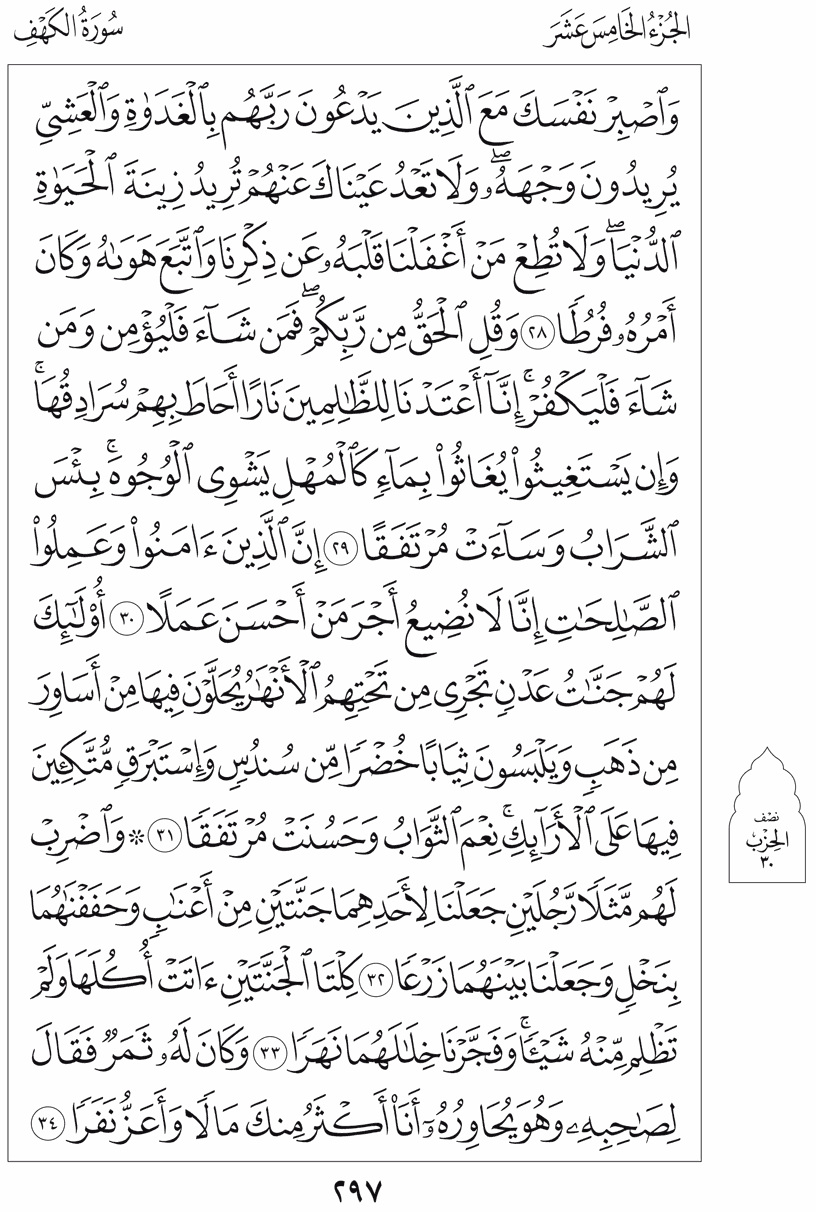 الجُزْءُ الخَامِسَ عَشَرَ
سُورَةُ الكَهْفِ
وَٱصْبِرْ نَفْسَكَ مَعَ ٱلَّذِينَ يَدْعُونَ رَبَّهُم بِٱلْغَدَوٰةِ وَٱلْعَشِىِّ
يُرِيدُونَ وَجْهَهُۥۖ وَلَا تَعْدُ عَيْنَاكَ عَنْهُمْ تُرِيدُ زِينَةَ ٱلْحَيَوٰةِ
ٱلدُّنْيَاۖ وَلَا تُطِعْ مَنْ أَغْفَلْنَا قَلْبَهُۥ عَن ذِكْرِنَا وَٱتَّبَعَ هَوَىٰهُ وَكَانَ
أَمْرُهُۥ فُرُطًا ٢٨ وَقُلِ ٱلْحَقُّ مِن رَّبِّكُمْۖ فَمَن شَآءَ فَلْيُؤْمِن وَمَن
شَآءَ فَلْيَكْفُرْۚ إِنَّآ أَعْتَدْنَا لِلظَّٰلِمِينَ نَارًا أَحَاطَ بِهِمْ سُرَادِقُهَاۚ
وَإِن يَسْتَغِيثُوا۟ يُغَاثُوا۟ بِمَآءٍ كَٱلْمُهْلِ يَشْوِى ٱلْوُجُوهَۚ بِئْسَ
ٱلشَّرَابُ وَسَآءَتْ مُرْتَفَقًا ٢٩ إِنَّ ٱلَّذِينَ ءَامَنُوا۟ وَعَمِلُوا۟
ٱلصَّٰلِحَٰتِ إِنَّا لَا نُضِيعُ أَجْرَ مَنْ أَحْسَنَ عَمَلًا ٣٠ أُو۟لَٰٓئِكَ
لَهُمْ جَنَّٰتُ عَدْنٍ تَجْرِى مِن تَحْتِهِمُ ٱلْأَنْهَٰرُ يُحَلَّوْنَ فِيهَا مِنْ أَسَاوِرَ
مِن ذَهَبٍ وَيَلْبَسُونَ ثِيَابًا خُضْرًا مِّن سُندُسٍ وَإِسْتَبْرَقٍ مُّتَّكِـِٔينَ
فِيهَا عَلَى ٱلْأَرَآئِكِۚ نِعْمَ ٱلثَّوَابُ وَحَسُنَتْ مُرْتَفَقًا ٣١ ۞ وَٱضْرِبْ
لَهُم مَّثَلًا رَّجُلَيْنِ جَعَلْنَا لِأَحَدِهِمَا جَنَّتَيْنِ مِنْ أَعْنَٰبٍ وَحَفَفْنَٰهُمَا
بِنَخْلٍ وَجَعَلْنَا بَيْنَهُمَا زَرْعًا ٣٢ كِلْتَا ٱلْجَنَّتَيْنِ ءَاتَتْ أُكُلَهَا وَلَمْ
تَظْلِم مِّنْهُ شَيْـًٔاۚ وَفَجَّرْنَا خِلَٰلَهُمَا نَهَرًا ٣٣ وَكَانَ لَهُۥ ثَمَرٌ فَقَالَ
لِصَٰحِبِهِۦ وَهُوَ يُحَاوِرُهُۥٓ أَنَا۠ أَكْثَرُ مِنكَ مَالًا وَأَعَزُّ نَفَرًا ٣٤
نصف
الحزب
٣٠
٢٩٧